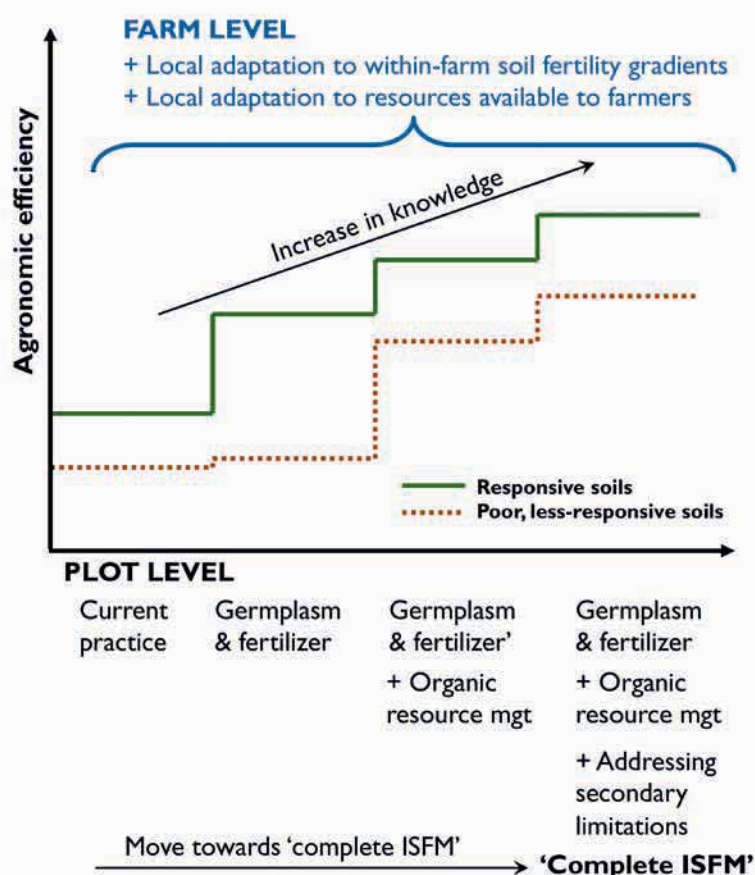 FARM LEVEL
+ Local adaptation to within-farm soil fertility gradients
+ Local adaptation to resources available to farmers
Agronomic efficiency
Increase in knowledge
Responsive soils
Poor, less-responsive soils
PLOT LEVEL
Current
practice
Germplasm
& fertilizer
Germplasm
& fertilizer’
+ Organic
resource mgt
Germplasm
& fertilizer
+ Organic
resource mgt
+ Addressing
secondary
limitations
Move towards ‘complete ISFM’
‘Complete ISFM’